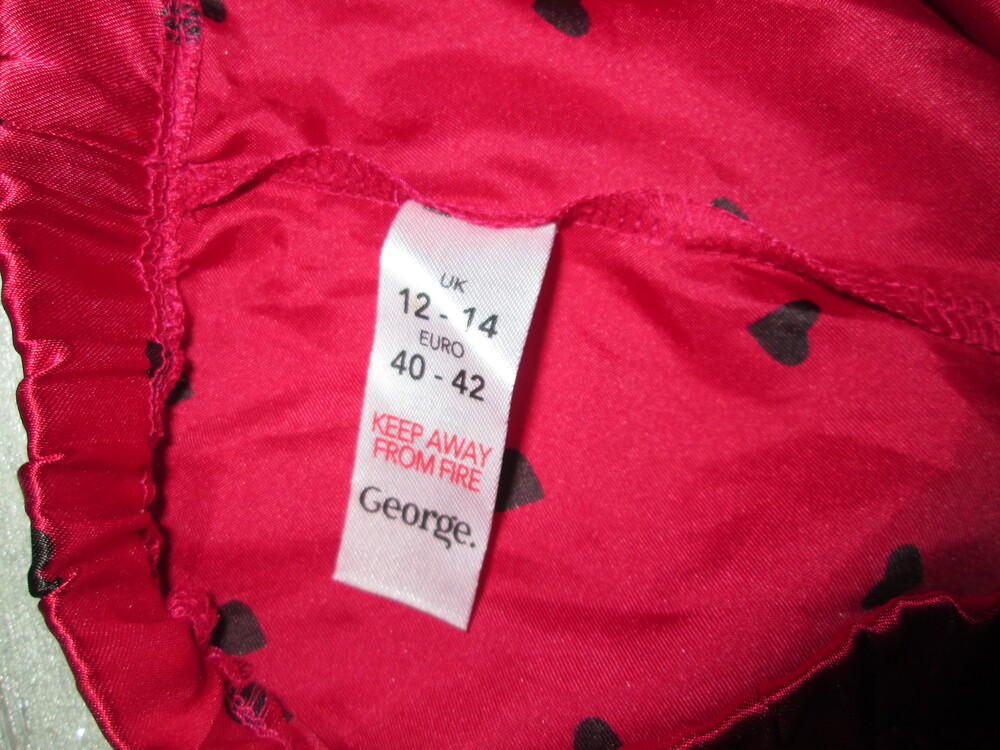 UK
12 - 14
EURO
40 - 42
KEEP AWAY
FROM FIRE
George.